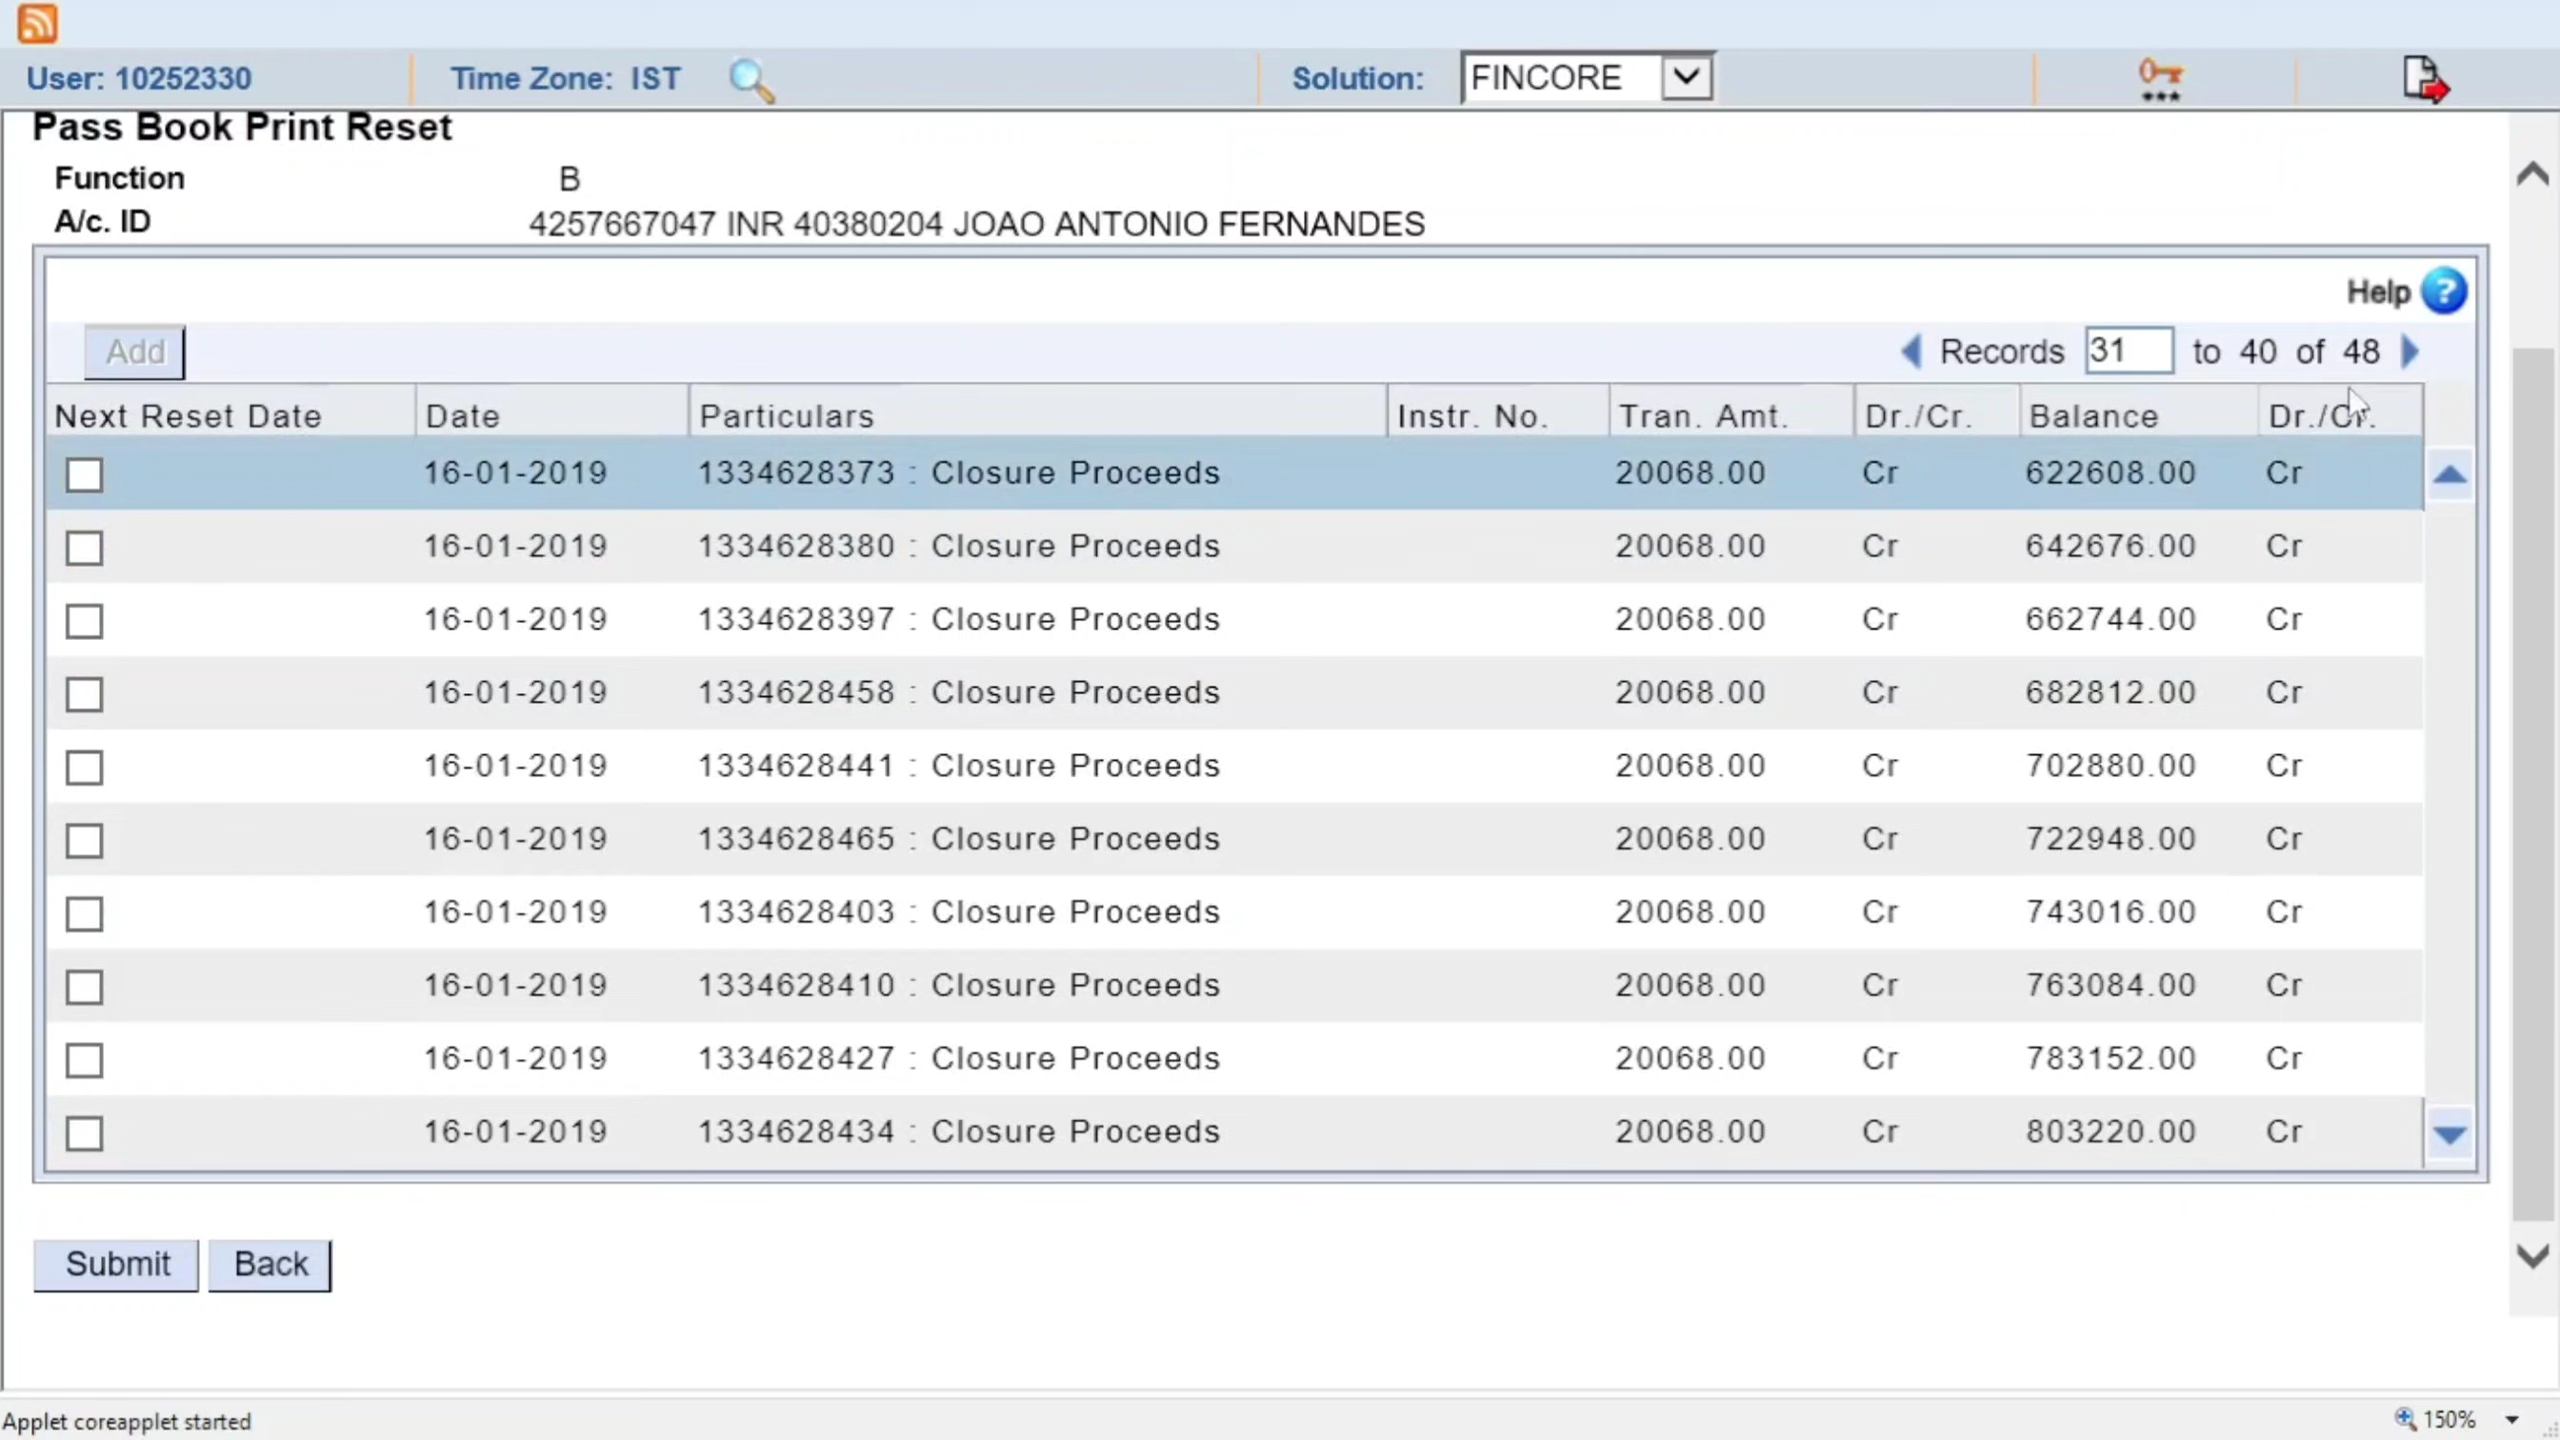 User: 10252330 Time Zone: IST Solution: FINCORE
Pass Book Print Reset
Function B
A/c. ID 4257667047 INR 40380204 JOAO ANTONIO FERNANDES
Help ?
Add Records 31 to 40 of 48
Next Reset Date Date Particulars Instr. No. Tran. Amt. Dr./Cr. Balance Dr./Cr.
16-01-2019 1334628373 : Closure Proceeds 20068.00 Cr 622608.00 Cr
16-01-2019 1334628380 : Closure Proceeds 20068.00 Cr 642676.00 Cr
16-01-2019 1334628397 : Closure Proceeds 20068.00 Cr 662744.00 Cr
16-01-2019 1334628458 : Closure Proceeds 20068.00 Cr 682812.00 Cr
16-01-2019 1334628441 : Closure Proceeds 20068.00 Cr 702880.00 Cr
16-01-2019 1334628465 : Closure Proceeds 20068.00 Cr 722948.00 Cr
16-01-2019 1334628403 : Closure Proceeds 20068.00 Cr 743016.00 Cr
16-01-2019 1334628410 : Closure Proceeds 20068.00 Cr 763084.00 Cr
16-01-2019 1334628427 : Closure Proceeds 20068.00 Cr 783152.00 Cr
16-01-2019 1334628434 : Closure Proceeds 20068.00 Cr 803220.00 Cr
Submit Back
Applet coreapplet started 150%